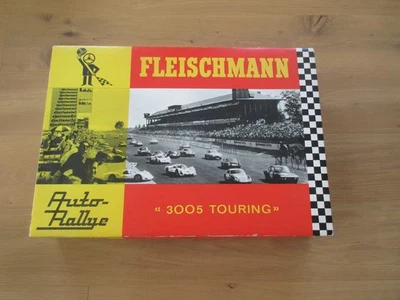 FLEISCHMANN
Auto-
Rallye
« 3005 TOURING »